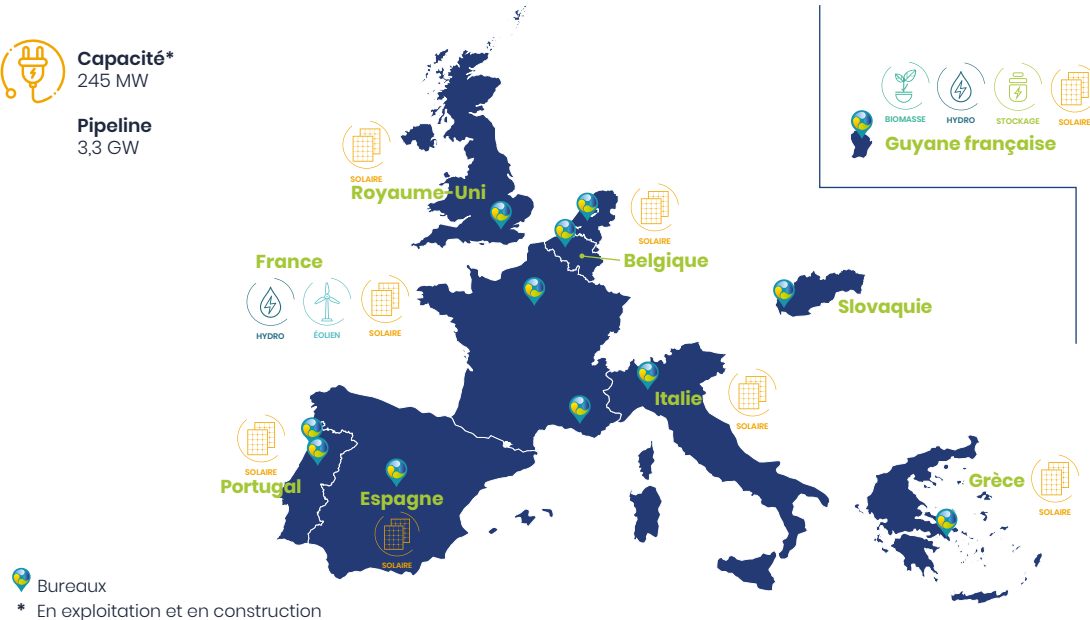 Capacité*
245 MW
Pipeline
3,3 GW
BIOMASSE
HYDRO
STOCKAGE
SOLAIRE
Guyane française
SOLAIRE
Royaume-Uni
SOLAIRE
Belgique
France
HYDRO
ÉOLIEN
SOLAIRE
Slovaquie
Italie
SOLAIRE
SOLAIRE
Portugal
Espagne
SOLAIRE
Grèce
SOLAIRE
Bureaux
* En exploitation et en construction